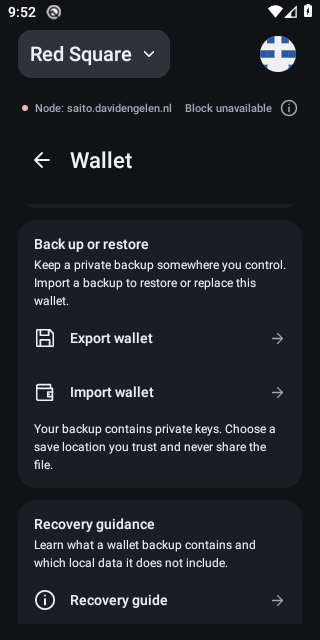 9:52
Red Square
Node: saito.davidengelen.nl Block unavailable
Wallet
Back up or restore
Keep a private backup somewhere you control.
Import a backup to restore or replace this
wallet.
Export wallet
Import wallet
Your backup contains private keys. Choose a
save location you trust and never share the
file.
Recovery guidance
Learn what a wallet backup contains and
which local data it does not include.
Recovery guide